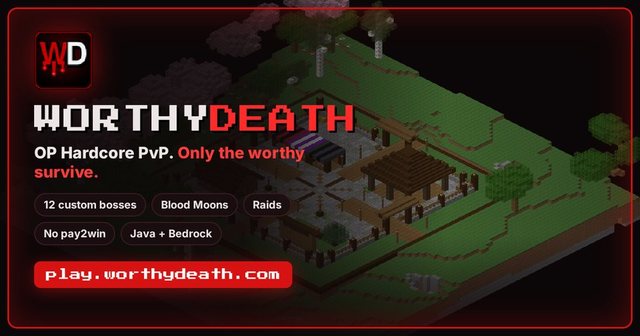 WD
WORTHYDEATH
OP Hardcore PvP. Only the worthy
survive.
12 custom bosses Blood Moons Raids
No pay2win Java + Bedrock
play.worthydeath.com